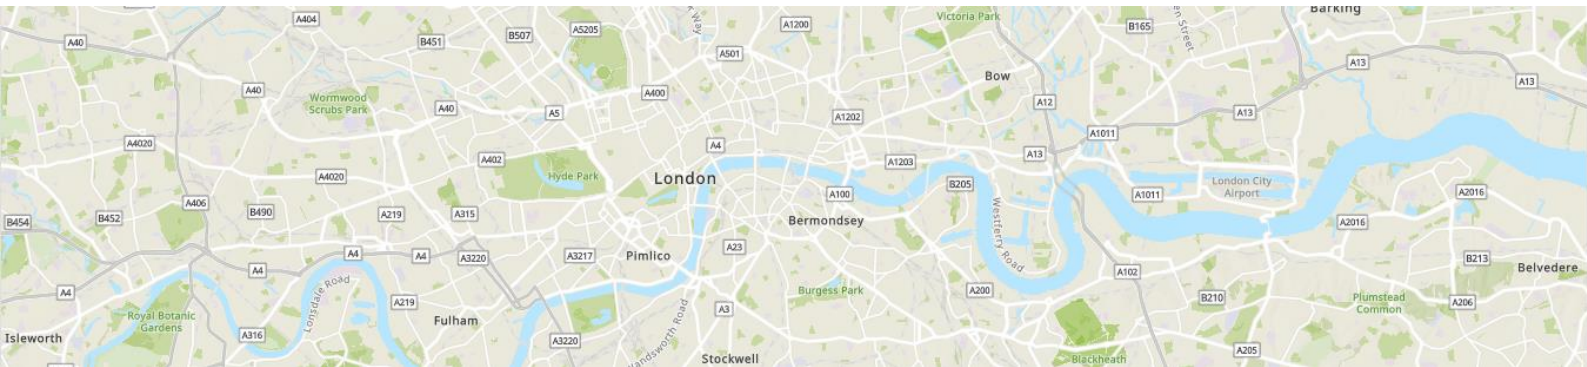 Barking
A404
Victoria Park
A1200
B165
A5205
B507
B451
A40
A501
A13
Bow
A13
A40
A400
Wormwood
Scrubs Park
A12
A40
A5
A13
A1202
A1011
A4020
A4
A13
A402
A1203
Hyde Park
London
A4020
London City
Airport
B205
A2016
A100
A1011
A406
B490
A219
A315
B452
B454
Bermondsey
A2016
Westferry Road
A23
A4
A4
A3217
Pimlico
A3220
B213
Belvedere
A4
A102
A4
Lonsdale Road
Burgess Park
A200
B210
Plumstead
Common
A206
A219
A3
Royal Botanic
Gardens
Fulham
A316
Isleworth
A3220
A205
Stockwell
Blackheath